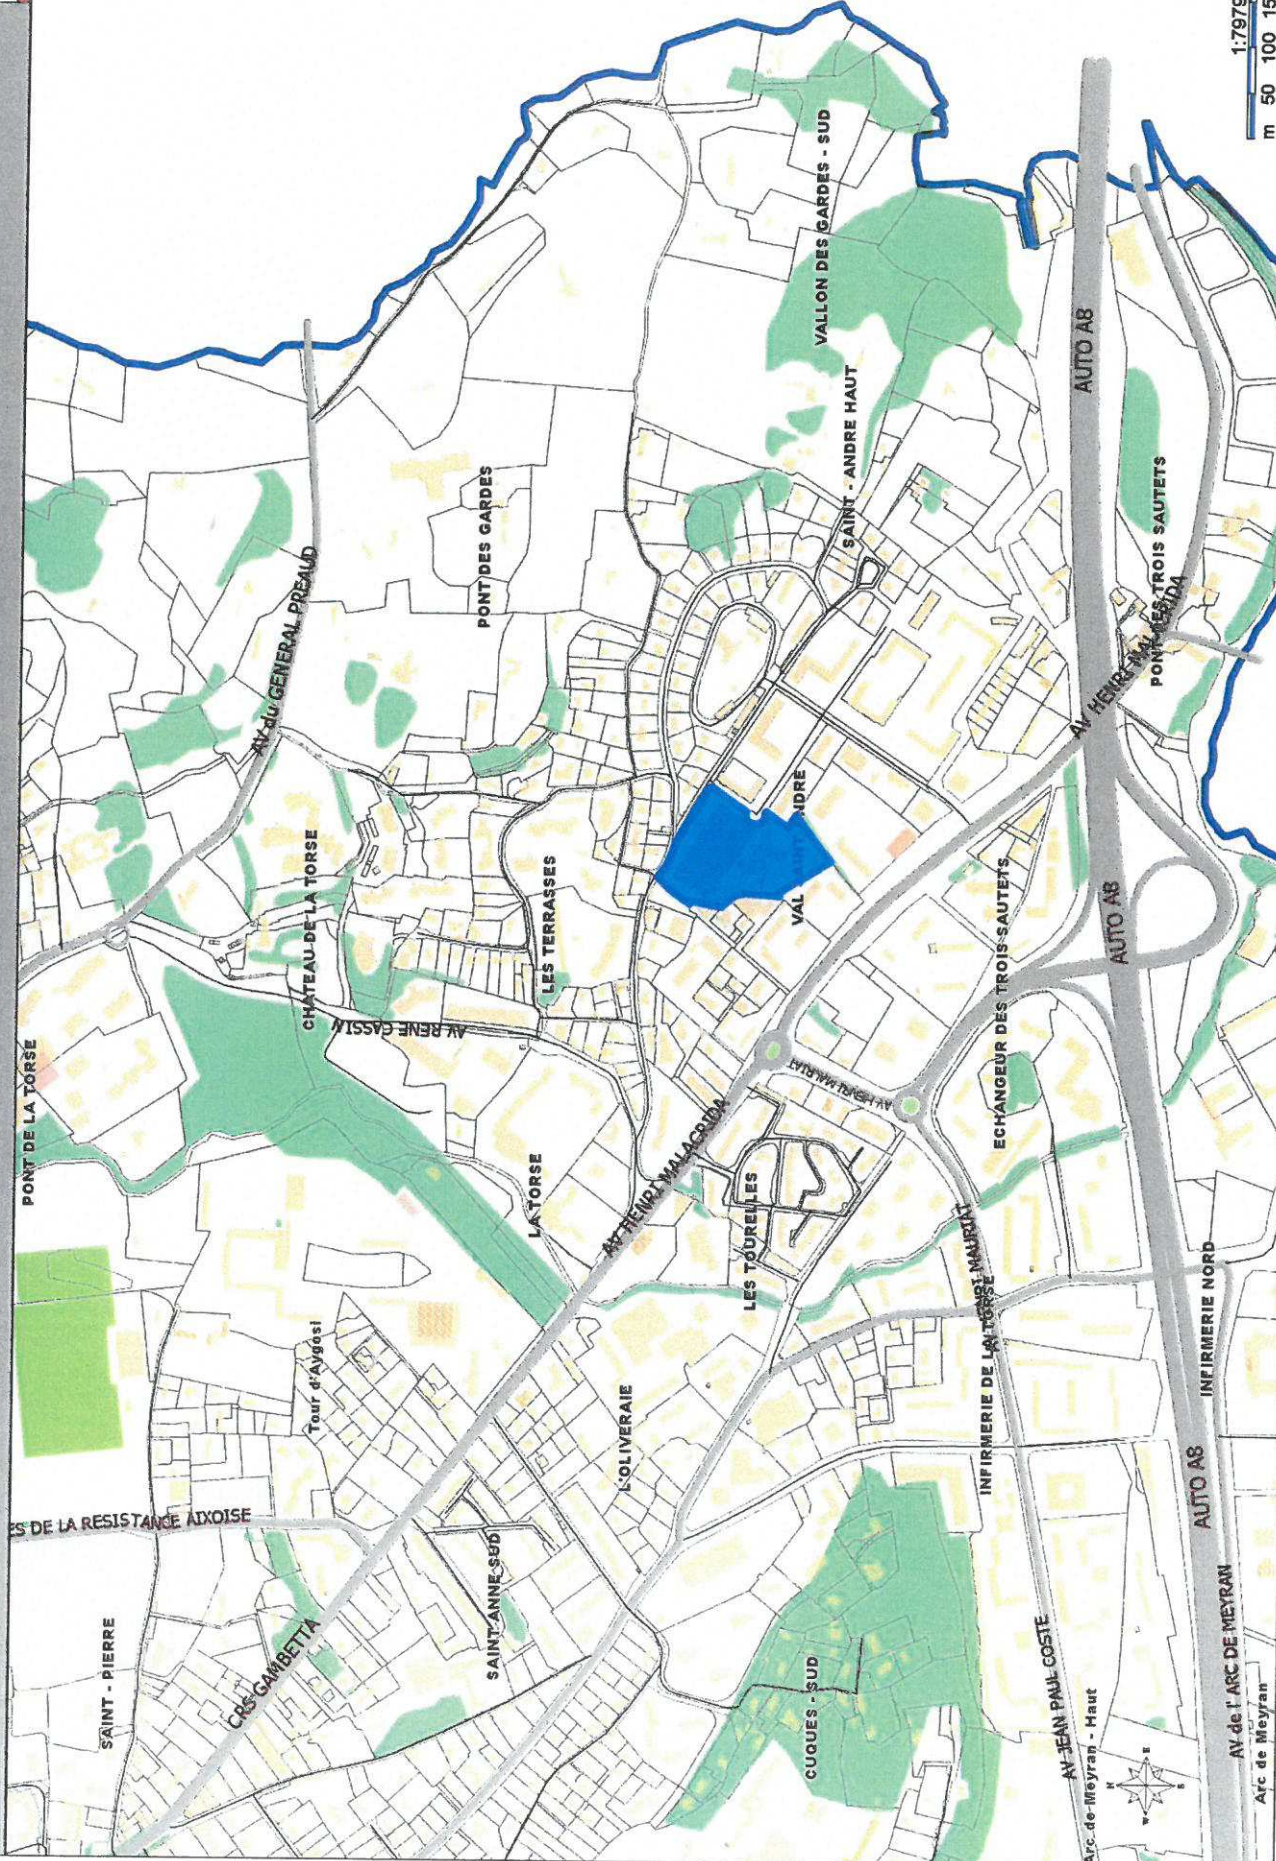 PONT DE LA TORSE
SAINT - PIERRE
ES DE LA RESISTANCE AIXOISE
CRS GAMBETTA
Tour d'Aygosi
CHATEAU DE LA TORSE
AV du GENERAL PREAUD
AV RENE CASSIN
PONT DES GARDES
LES TERRASSES
LA TORSE
SAINT ANNE SUD
L'OLIVERAIE
AV HENRI MALACRIDA
LES TOURELLES
AV HENRI MAURIAT
VAL
NDRE
VALLON DES GARDES - SUD
SAINT - ANDRE HAUT
CUQUES - SUD
INFIRMERIE DE LA TORSE
ECHANGEUR DES TROIS SAUTETS
AV HENRI
PONT DES TROIS SAUTETS
AUTO A8
AUTO A8
AUTO A8
AV JEAN PAUL COSTE
Arc de Meyran - Haut
INFIRMERIE NORD
AV de l' ARC DE MEYRAN
Arc de Meyran
N
W
E
S
1:7979
m 50 100 15